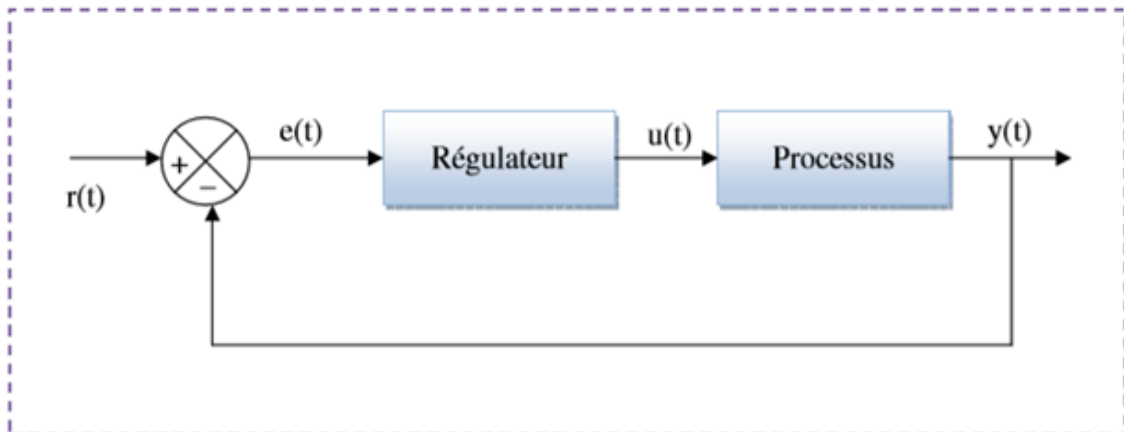 e(t)
Régulateur
u(t)
Processus
y(t)
+
−
r(t)